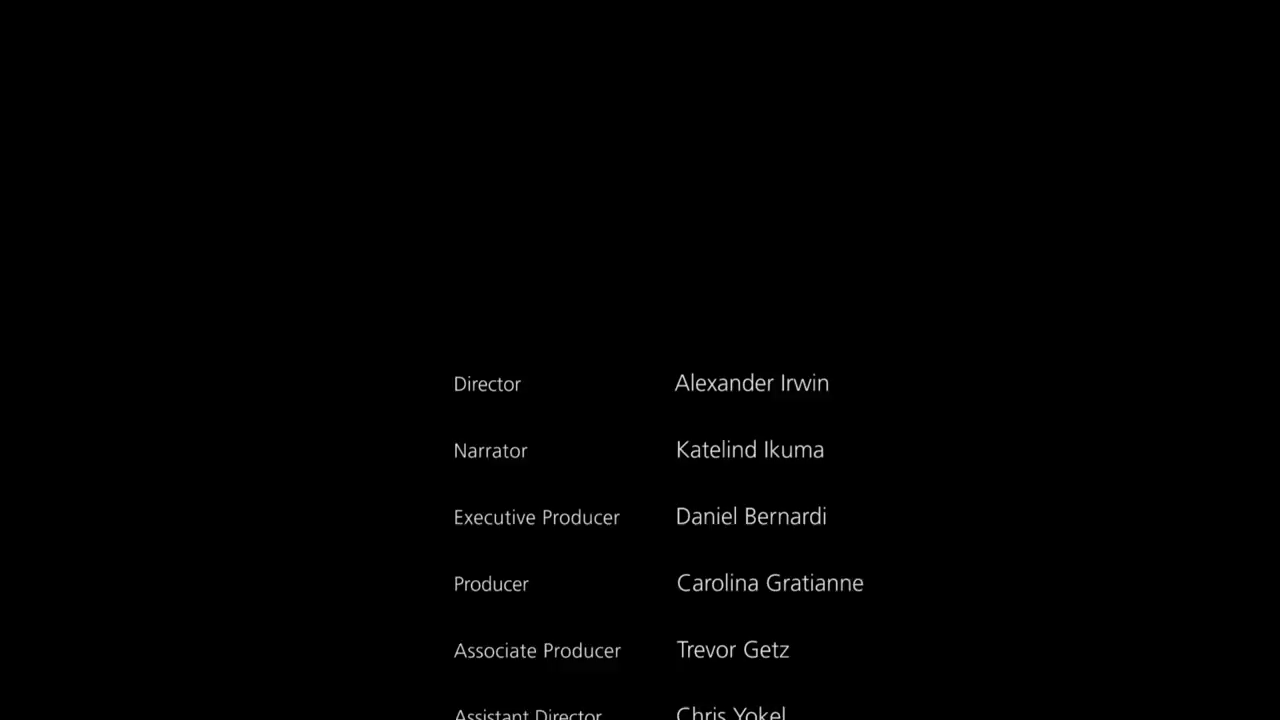 Director Alexander Irwin
Narrator Katelind Ikuma
Executive Producer Daniel Bernardi
Producer Carolina Gratianne
Associate Producer Trevor Getz
Assistant Director Chris Yokel